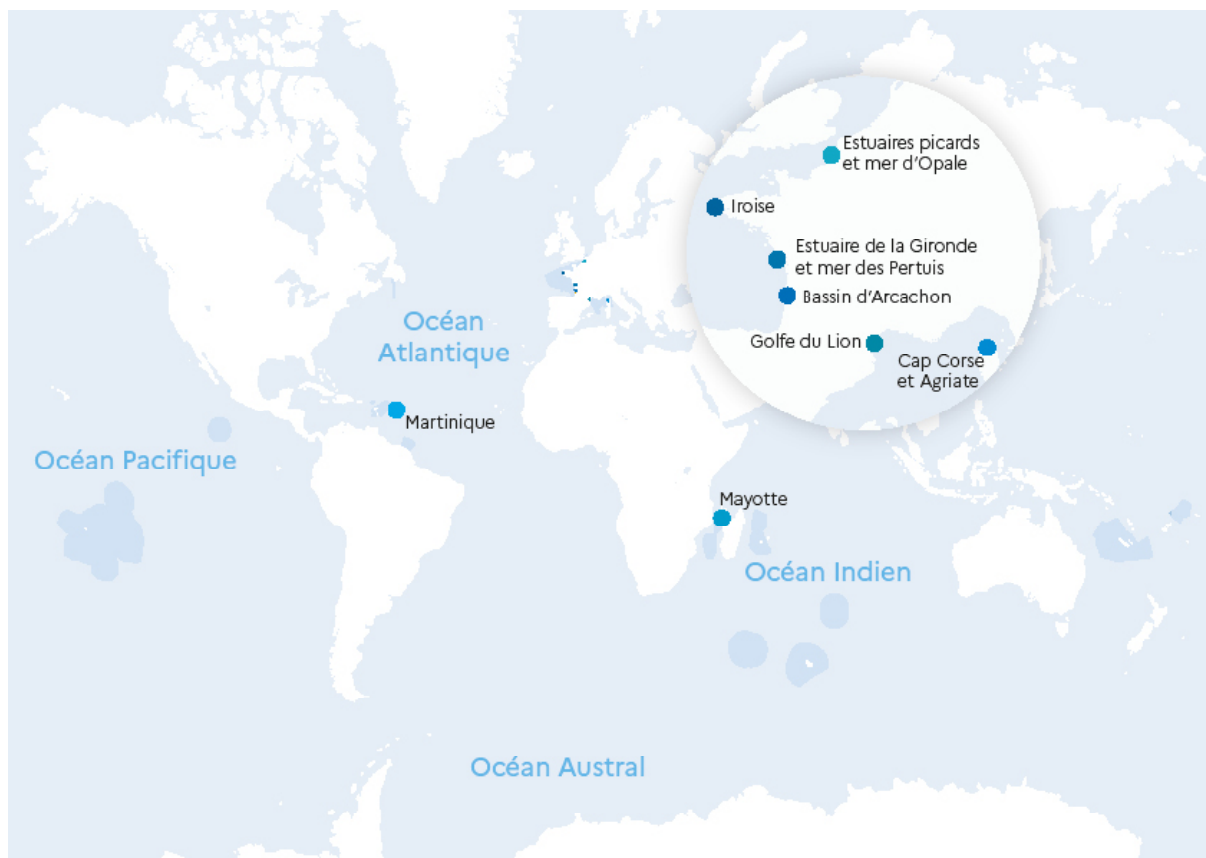 Estuaires picards
et mer d'Opale
Iroise
Estuaire de la Gironde
et mer des Pertuis
Bassin d'Arcachon
Golfe du Lion
Cap Corse
et Agriate
Océan
Atlantique
Martinique
Océan Pacifique
Mayotte
Océan Indien
Océan Austral